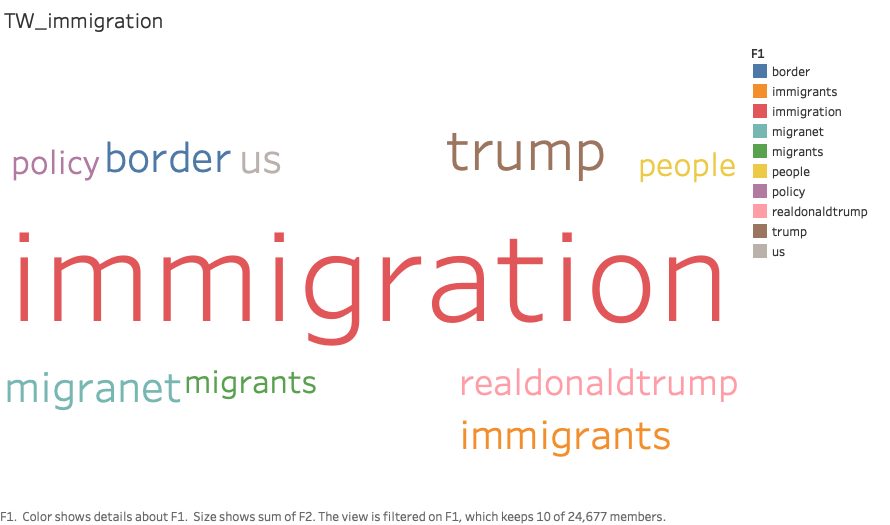 TW_immigration
F1
border
immigrants
immigration
migranet
migrants
people
policy
realdonaldtrump
trump
us
policy border us trump people
immigration
migranet migrants realdonaldtrump
immigrants
F1.  Color shows details about F1.  Size shows sum of F2. The view is filtered on F1, which keeps 10 of 24,677 members.